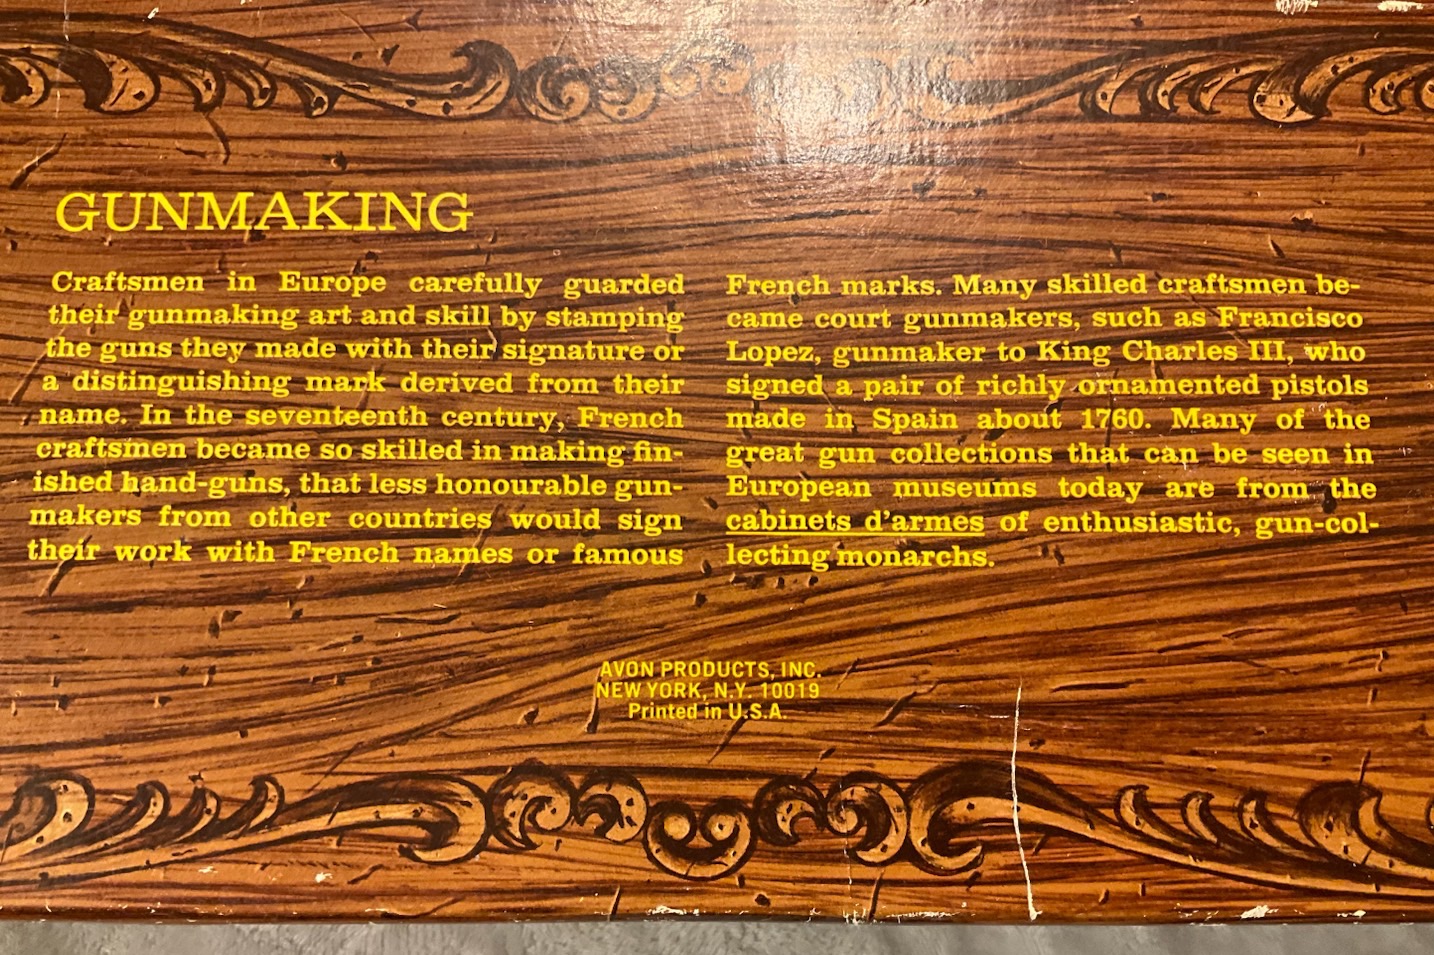 GUNMAKING
Craftsmen in Europe carefully guarded
their gunmaking art and skill by stamping
the guns they made with their signature or
a distinguishing mark derived from their
name. In the seventeenth century, French
craftsmen became so skilled in making fin-
ished hand-guns, that less honourable gun-
makers from other countries would sign
their work with French names or famous
French marks. Many skilled craftsmen be-
came court gunmakers, such as Francisco
Lopez, gunmaker to King Charles III, who
signed a pair of richly ornamented pistols
made in Spain about 1760. Many of the
great gun collections that can be seen in
European museums today are from the
cabinets d'armes of enthusiastic, gun-col-
lecting monarchs.
AVON PRODUCTS, INC.
NEW YORK, N.Y. 10019
Printed in U.S.A.